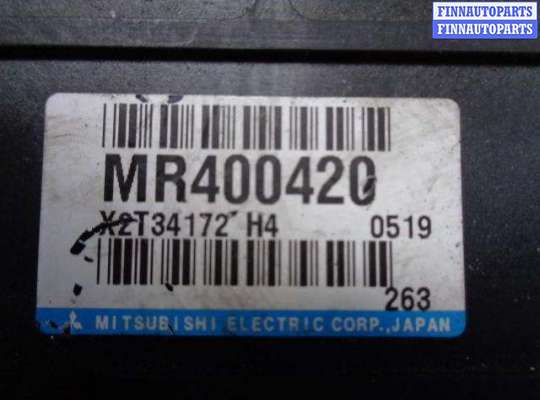 FINNAUTOPARTS
FINNAUTOPARTS
MR400420
X2T34172 H4 0519
263
MITSUBISHI ELECTRIC CORP.,JAPAN